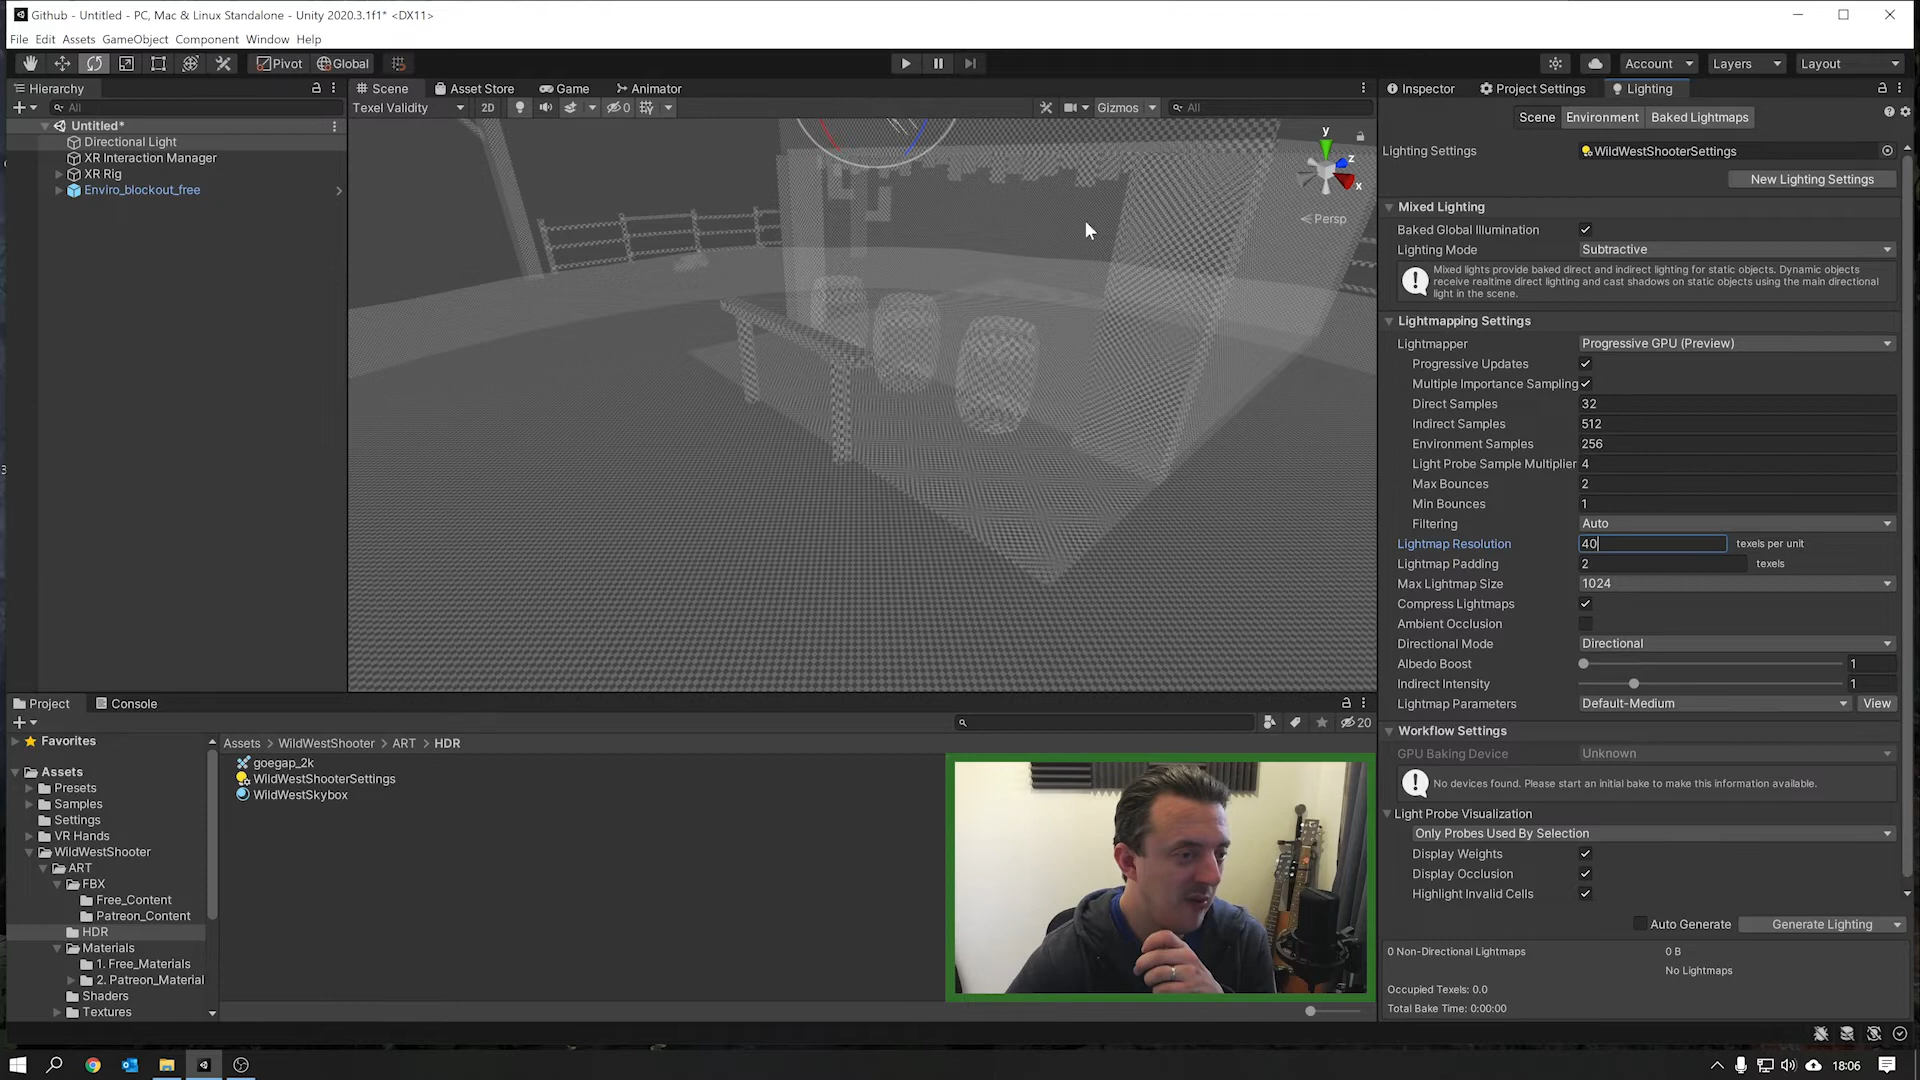 Github - Untitled - PC, Mac & Linux Standalone - Unity 2020.3.1f1* <DX11>
File Edit Assets GameObject Component Window Help
Pivot Global Account Layers Layout
Hierarchy
All
Untitled*
Directional Light
XR Interaction Manager
XR Rig
Enviro_blockout_free
Scene Asset Store Game Animator
Texel Validity 2D 0 Gizmos All
y
z
x
Persp
Inspector Project Settings Lighting
Scene Environment Baked Lightmaps
Lighting Settings WildWestShooterSettings
New Lighting Settings
Mixed Lighting
Baked Global Illumination
Lighting Mode Subtractive
Mixed lights provide baked direct and indirect lighting for static objects. Dynamic objects
receive realtime direct lighting and cast shadows on static objects using the main directional
light in the scene.
Lightmapping Settings
Lightmapper Progressive GPU (Preview)
Progressive Updates
Multiple Importance Sampling
Direct Samples 32
Indirect Samples 512
Environment Samples 256
Light Probe Sample Multiplier 4
Max Bounces 2
Min Bounces 1
Filtering Auto
Lightmap Resolution 40 texels per unit
Lightmap Padding 2 texels
Max Lightmap Size 1024
Compress Lightmaps
Ambient Occlusion
Directional Mode Directional
Albedo Boost 1
Indirect Intensity 1
Lightmap Parameters Default-Medium View
Workflow Settings
GPU Baking Device Unknown
No devices found. Please start an initial bake to make this information available.
Light Probe Visualization
Only Probes Used By Selection
Display Weights
Display Occlusion
Highlight Invalid Cells
Auto Generate Generate Lighting
0 Non-Directional Lightmaps 0 B
No Lightmaps
Occupied Texels: 0.0
Total Bake Time: 0:00:00
Project Console
20
Favorites
Assets
Presets
Samples
Settings
VR Hands
WildWestShooter
ART
FBX
Free_Content
Patreon_Content
HDR
Materials
1. Free_Materials
2. Patreon_Material
Shaders
Textures
Assets > WildWestShooter > ART > HDR
goegap_2k
WildWestShooterSettings
WildWestSkybox
18:06